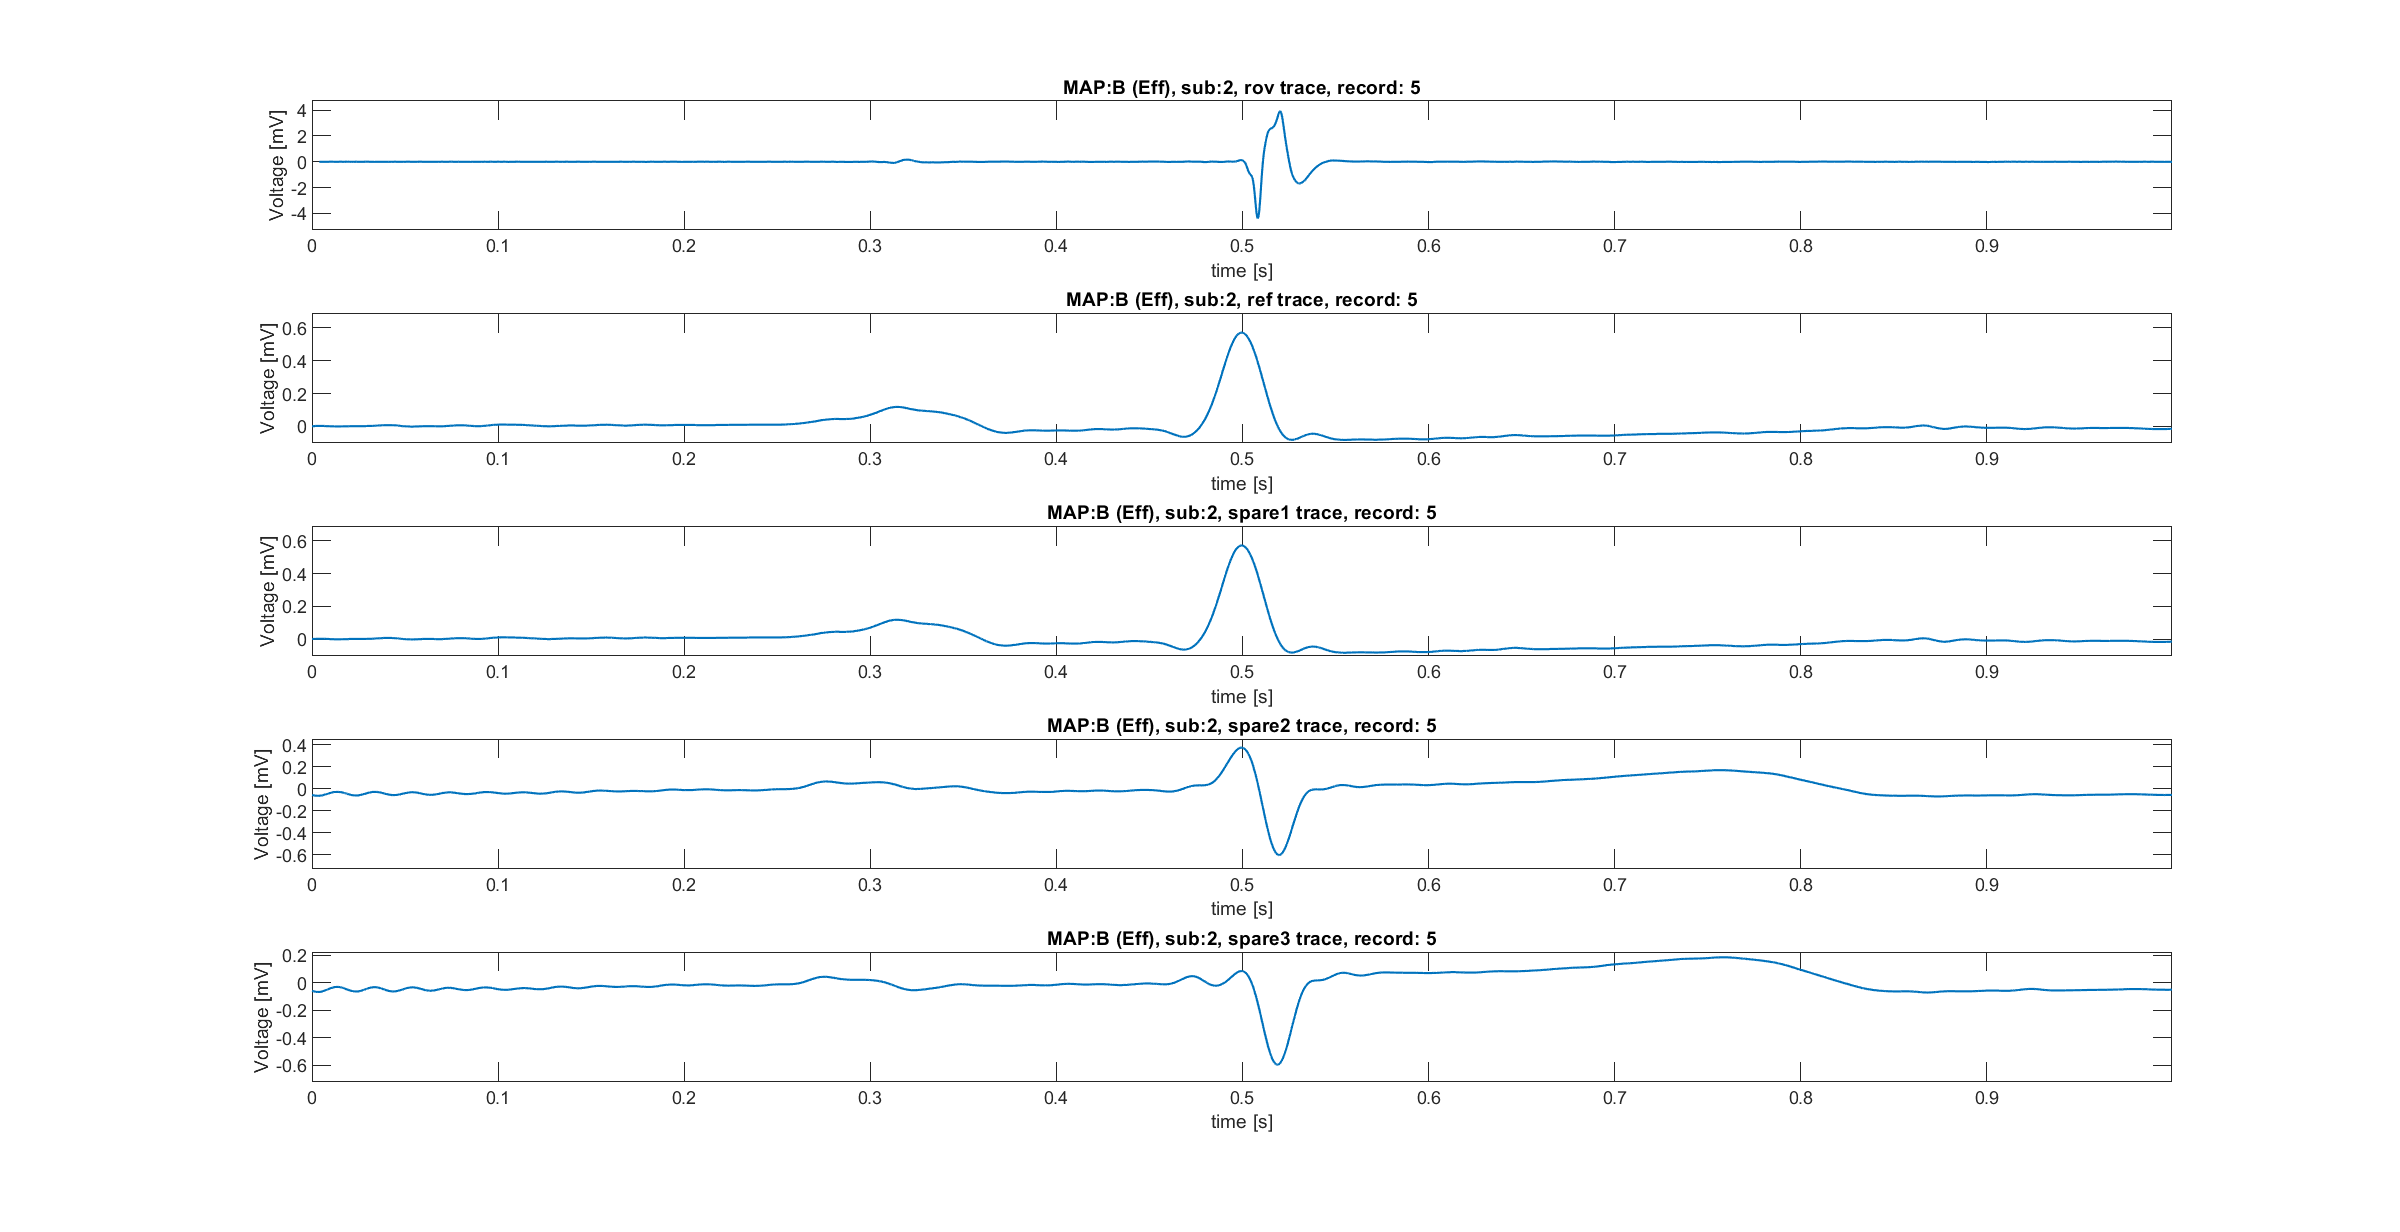 MAP:B (Eff), sub:2, rov trace, record: 5
Voltage [mV]
4
2
0
-2
-4
0 0.1 0.2 0.3 0.4 0.5 0.6 0.7 0.8 0.9
time [s]
MAP:B (Eff), sub:2, ref trace, record: 5
Voltage [mV]
0.6
0.4
0.2
0
0 0.1 0.2 0.3 0.4 0.5 0.6 0.7 0.8 0.9
time [s]
MAP:B (Eff), sub:2, spare1 trace, record: 5
Voltage [mV]
0.6
0.4
0.2
0
0 0.1 0.2 0.3 0.4 0.5 0.6 0.7 0.8 0.9
time [s]
MAP:B (Eff), sub:2, spare2 trace, record: 5
Voltage [mV]
0.4
0.2
0
-0.2
-0.4
-0.6
0 0.1 0.2 0.3 0.4 0.5 0.6 0.7 0.8 0.9
time [s]
MAP:B (Eff), sub:2, spare3 trace, record: 5
Voltage [mV]
0.2
0
-0.2
-0.4
-0.6
0 0.1 0.2 0.3 0.4 0.5 0.6 0.7 0.8 0.9
time [s]